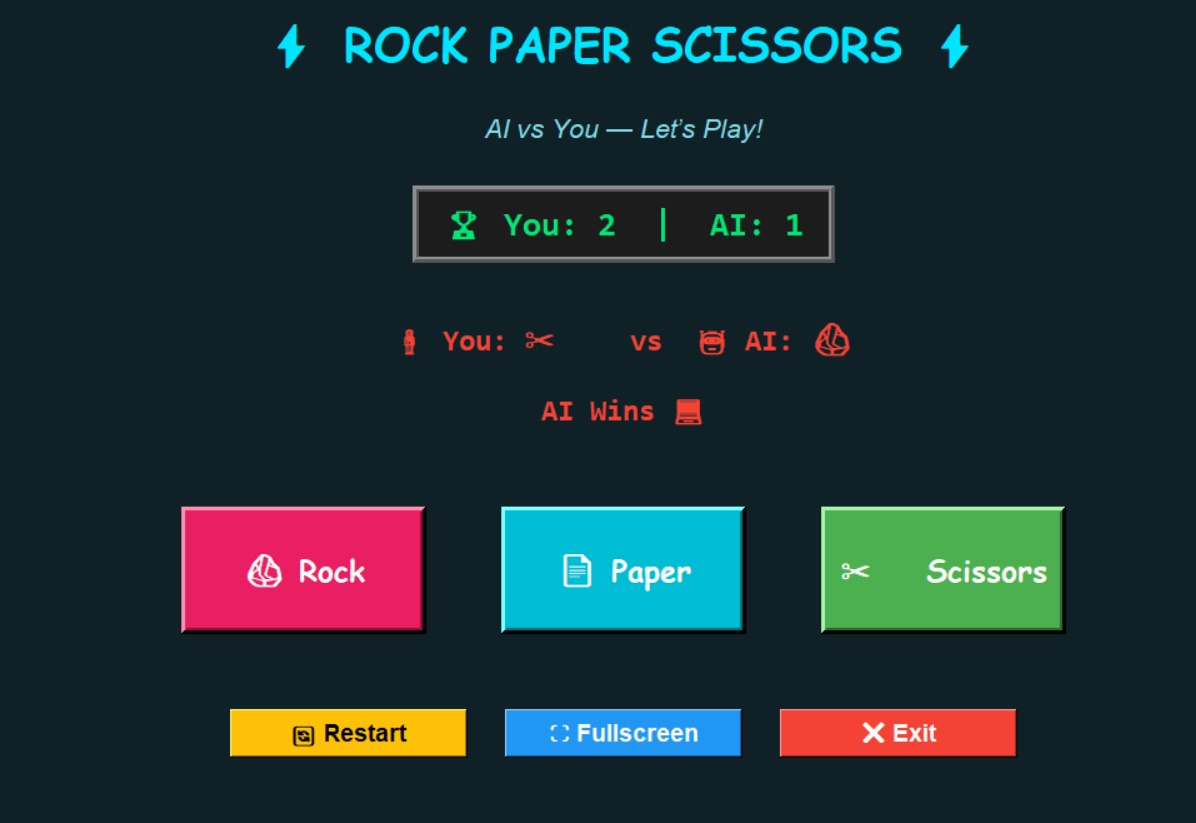 ⚡ ROCK PAPER SCISSORS ⚡
AI vs You — Let’s Play!
🏆 You: 2 | AI: 1
🧍 You: ✂ vs 🤖 AI: 🪨
AI Wins 💻
🪨 Rock
📄 Paper
✂ Scissors
🔄 Restart
⛶ Fullscreen
❌ Exit